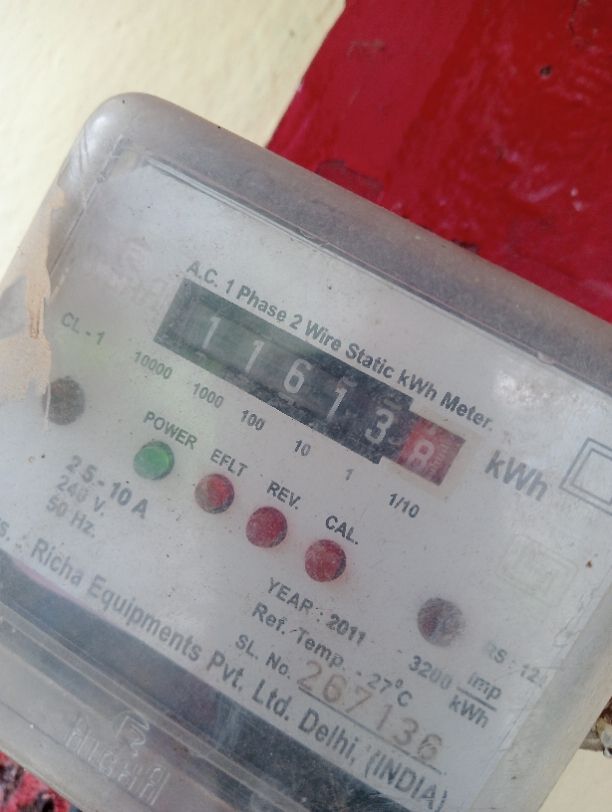 A.C. 1 Phase 2 Wire Static kWh Meter.
CL-1
1 1 6 1 3 8
kWh
10000 1000 100 10 1 1/10
POWER EFLT REV. CAL.
2.5-10 A
240 V.
50 Hz.
YEAR : 2011
Ref. Temp. - 27°C
3200 imp/kWh
SL. No. 267136
Richa Equipments Pvt. Ltd. Delhi, (INDIA)